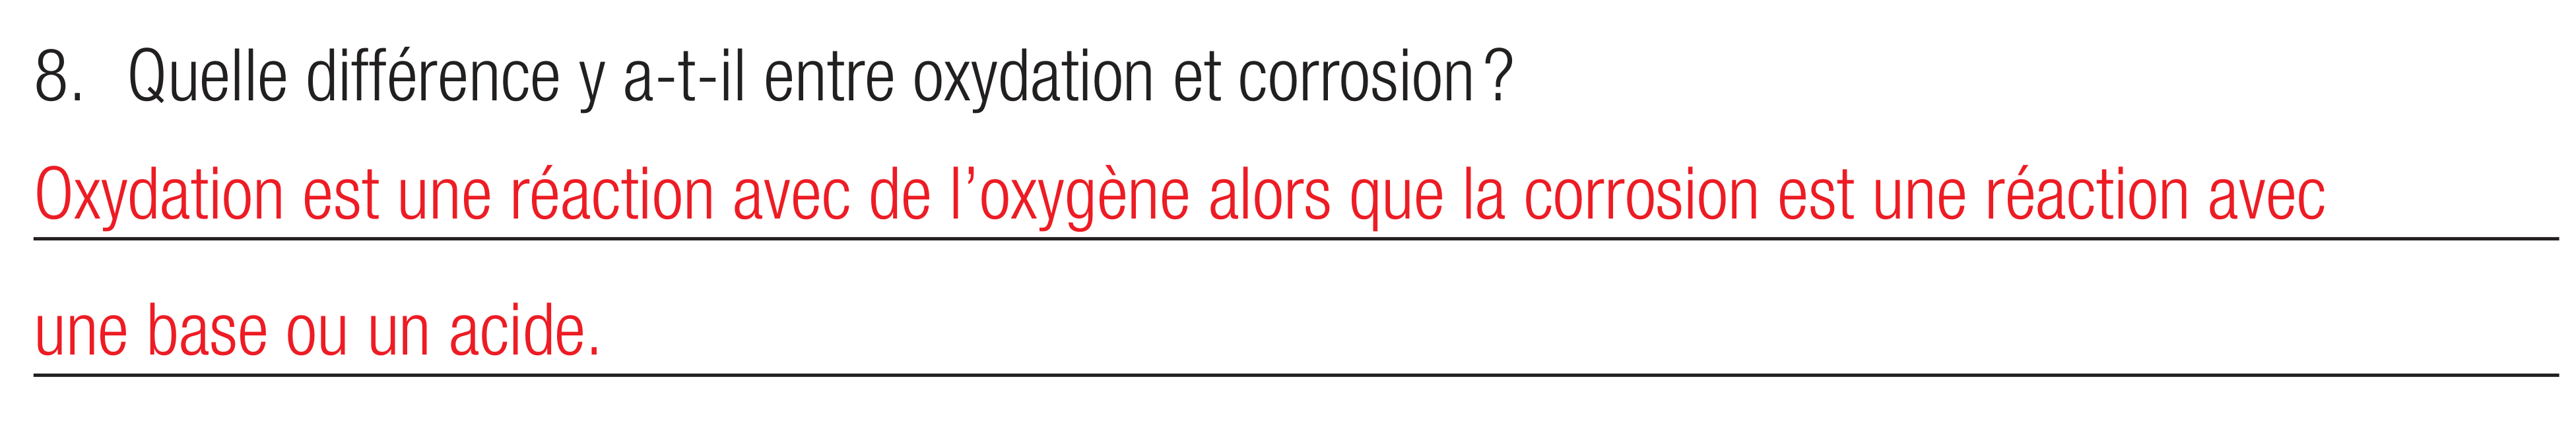 8. Quelle différence y a-t-il entre oxydation et corrosion ?
Oxydation est une réaction avec de l’oxygène alors que la corrosion est une réaction avec
une base ou un acide.